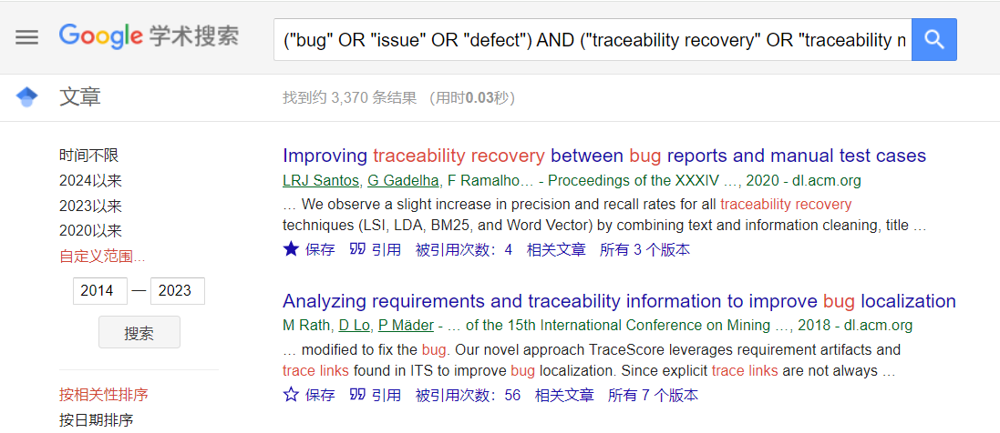 Google 学术搜索
("bug" OR "issue" OR "defect") AND ("traceability recovery" OR "traceability n
文章
找到约 3,370 条结果 （用时0.03秒）
时间不限
2024以来
2023以来
2020以来
自定义范围...
2014 — 2023
搜索
按相关性排序
按日期排序
Improving traceability recovery between bug reports and manual test cases
LRJ Santos, G Gadelha, F Ramalho… - Proceedings of the XXXIV …, 2020 - dl.acm.org
… We observe a slight increase in precision and recall rates for all traceability recovery
techniques (LSI, LDA, BM25, and Word Vector) by combining text and information cleaning, title …
保存 引用 被引用次数：4 相关文章 所有 3 个版本
Analyzing requirements and traceability information to improve bug localization
M Rath, D Lo, P Mäder - … of the 15th International Conference on Mining …, 2018 - dl.acm.org
… modified to fix the bug. Our novel approach TraceScore leverages requirement artifacts and
trace links found in ITS to improve bug localization. Since explicit trace links are not always …
保存 引用 被引用次数：56 相关文章 所有 7 个版本